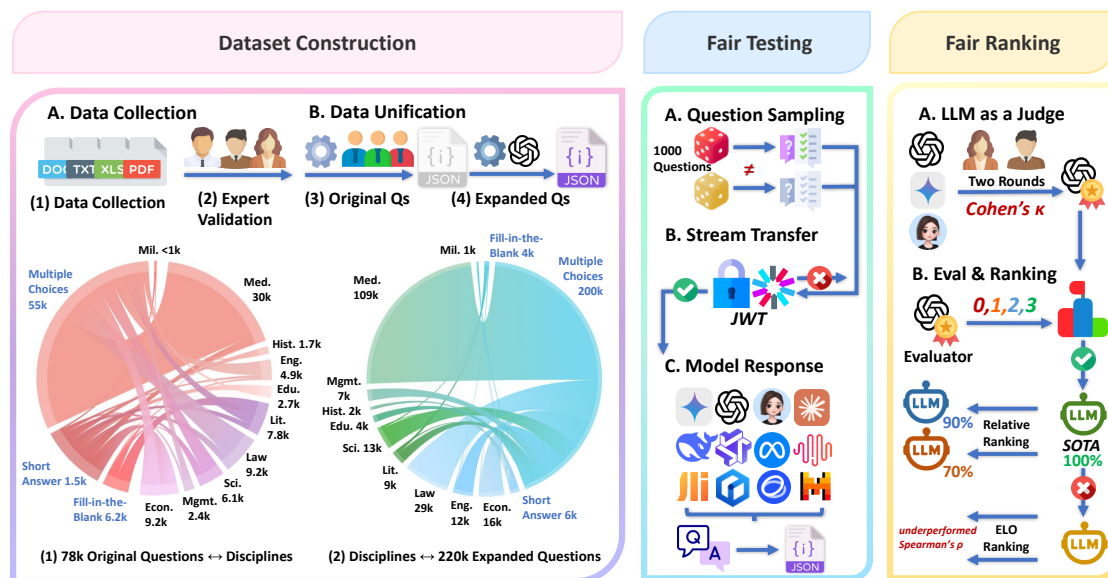 Dataset Construction
Fair Testing
Fair Ranking
A. Data Collection
B. Data Unification
DOC
TXT
XLS
PDF
{i}
JSON
{i}
JSON
(1) Data Collection
(2) Expert
Validation
(3) Original Qs
(4) Expanded Qs
Mil. <1k
Multiple
Choices
55k
Med.
30k
Hist. 1.7k
Eng.
4.9k
Edu.
2.7k
Lit.
7.8k
Law
9.2k
Sci.
6.1k
Mgmt.
2.4k
Econ.
9.2k
Fill-in-the-
Blank 6.2k
Short
Answer 1.5k
(1) 78k Original Questions ↔ Disciplines
Mil. 1k
Fill-in-the-
Blank 4k
Multiple
Choices
200k
Med.
109k
Mgmt.
7k
Hist. 2k
Edu. 4k
Sci. 13k
Lit.
9k
Law
29k
Eng.
12k
Econ.
16k
Short
Answer 6k
(2) Disciplines ↔ 220k Expanded Questions
A. Question Sampling
1000
Questions
≠
B. Stream Transfer
JWT
C. Model Response
Q
A
{i}
JSON
A. LLM as a Judge
Two Rounds
Cohen's κ
B. Eval & Ranking
0,1,2,3
Evaluator
LLM
90%
LLM
70%
Relative
Ranking
LLM
SOTA
100%
underperformed
Spearman's ρ
ELO
Ranking
LLM